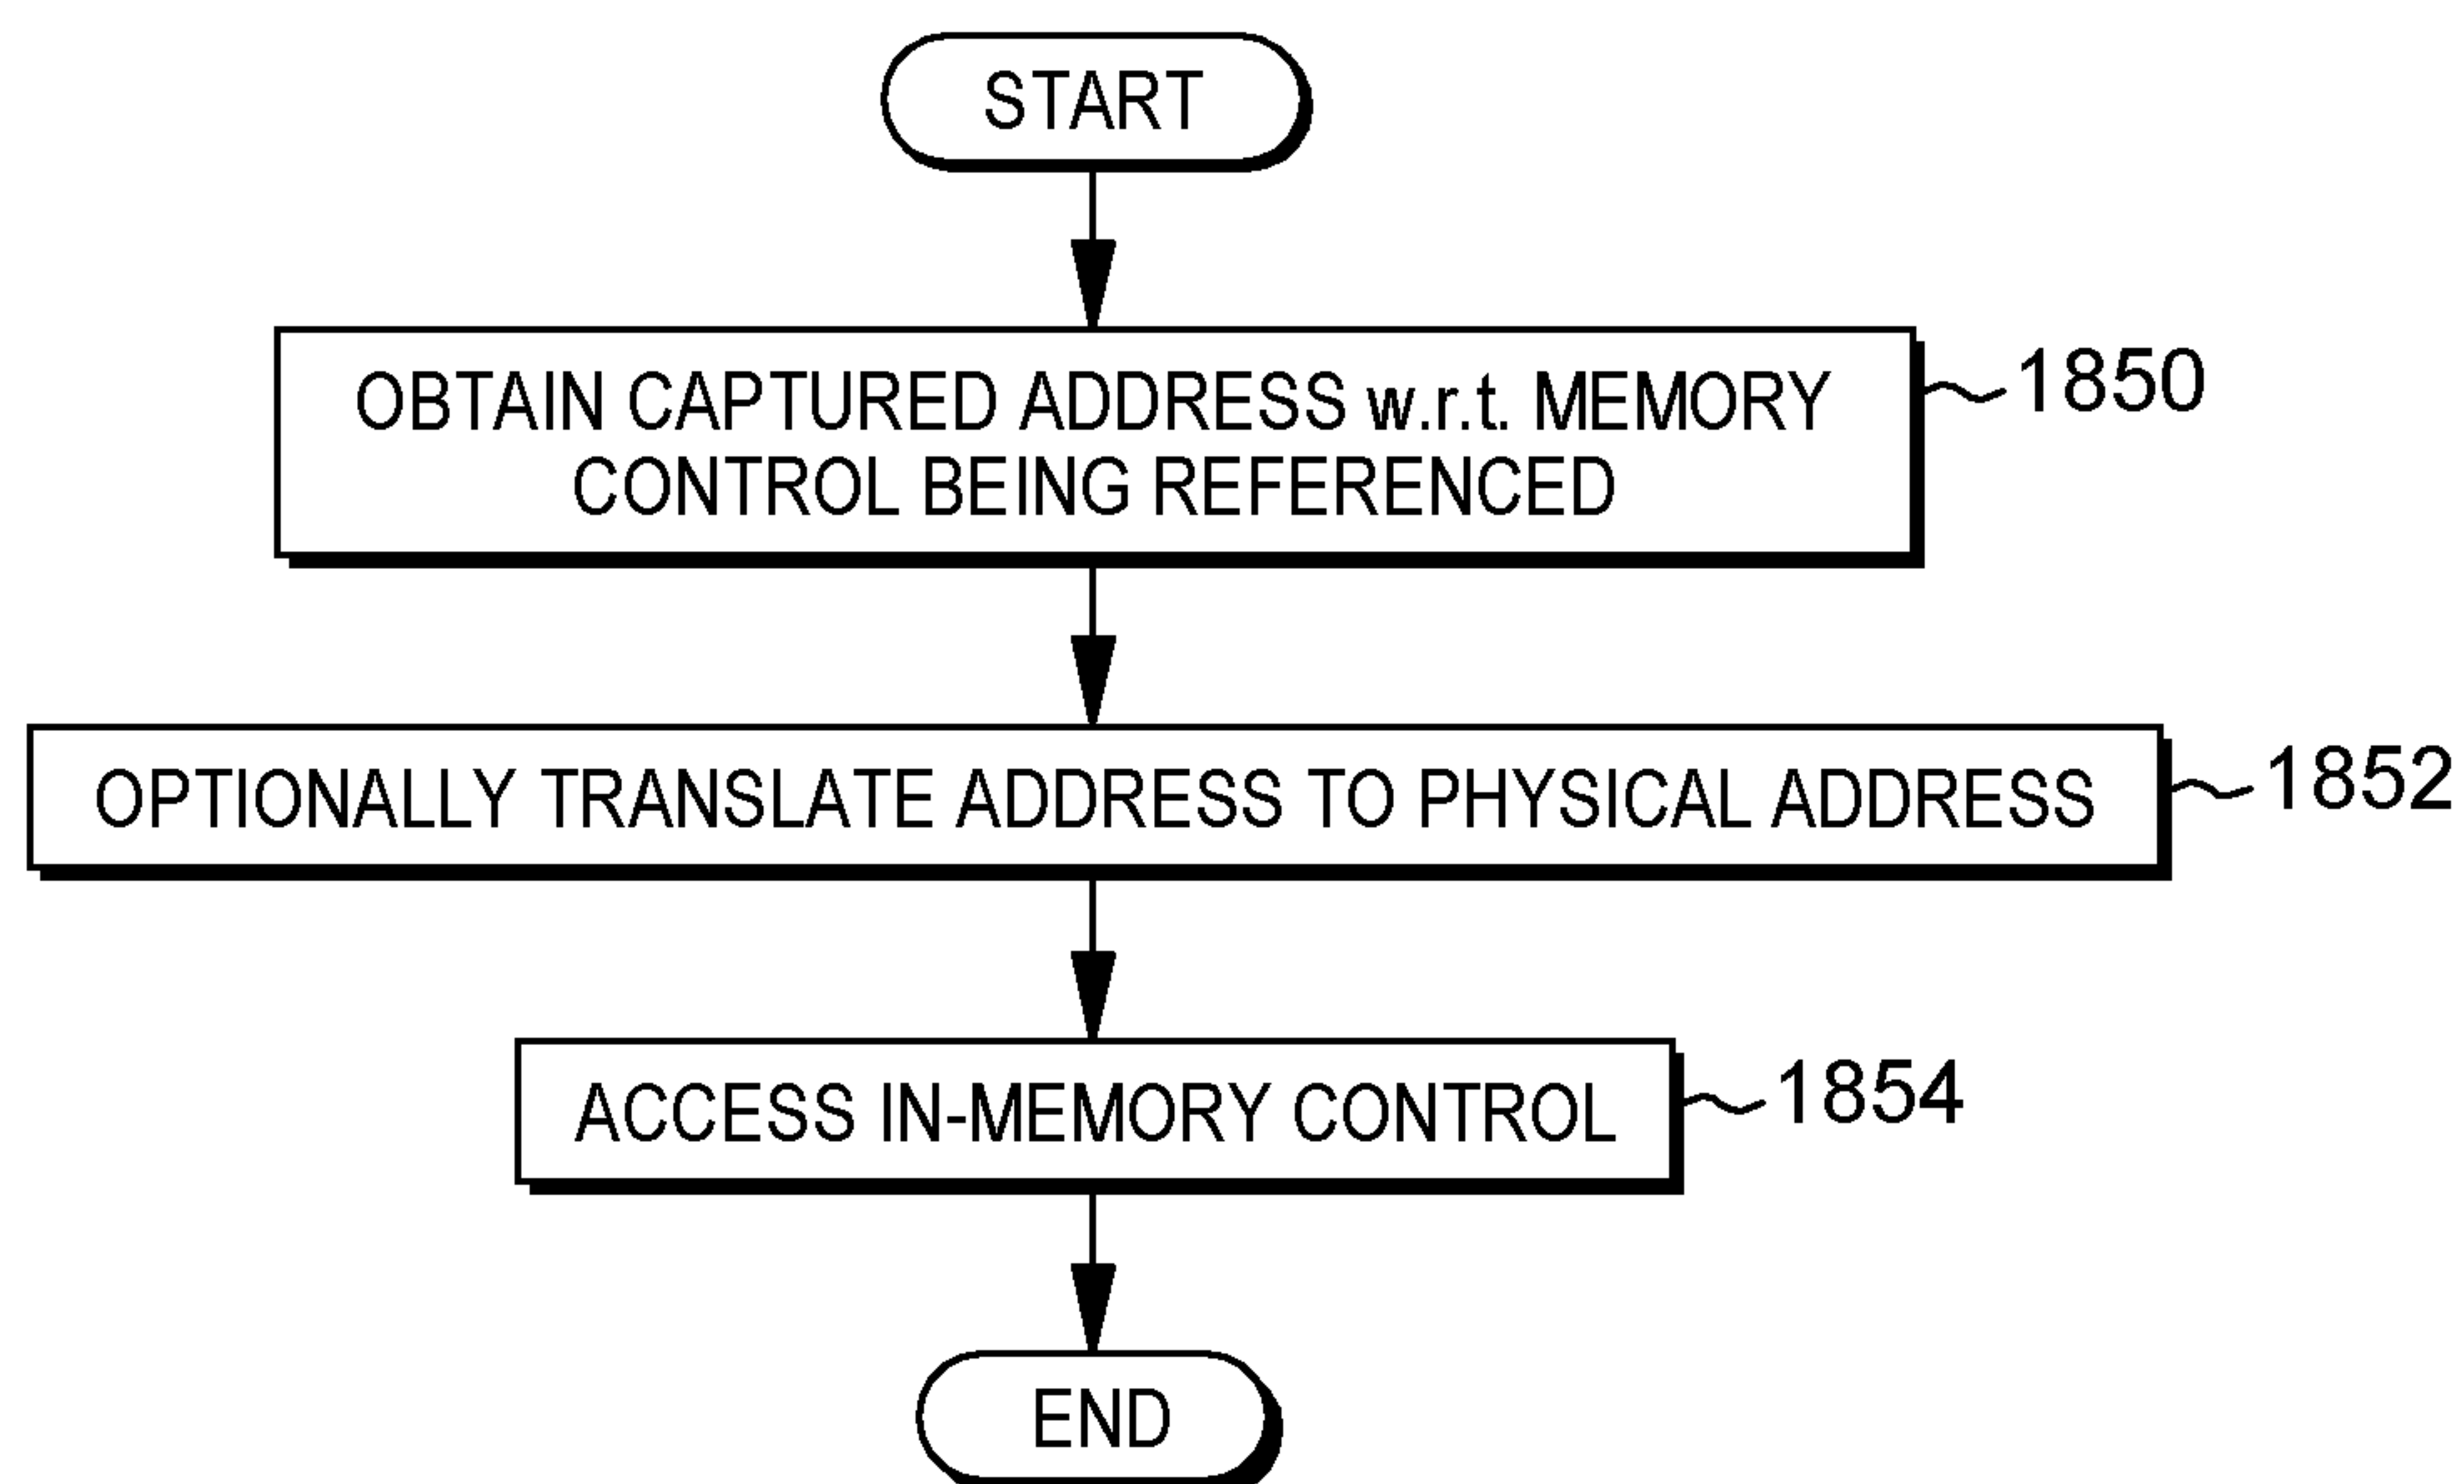 START
OBTAIN CAPTURED ADDRESS w.r.t. MEMORY
CONTROL BEING REFERENCED
1850
OPTIONALLY TRANSLATE ADDRESS TO PHYSICAL ADDRESS
1852
ACCESS IN-MEMORY CONTROL
1854
END